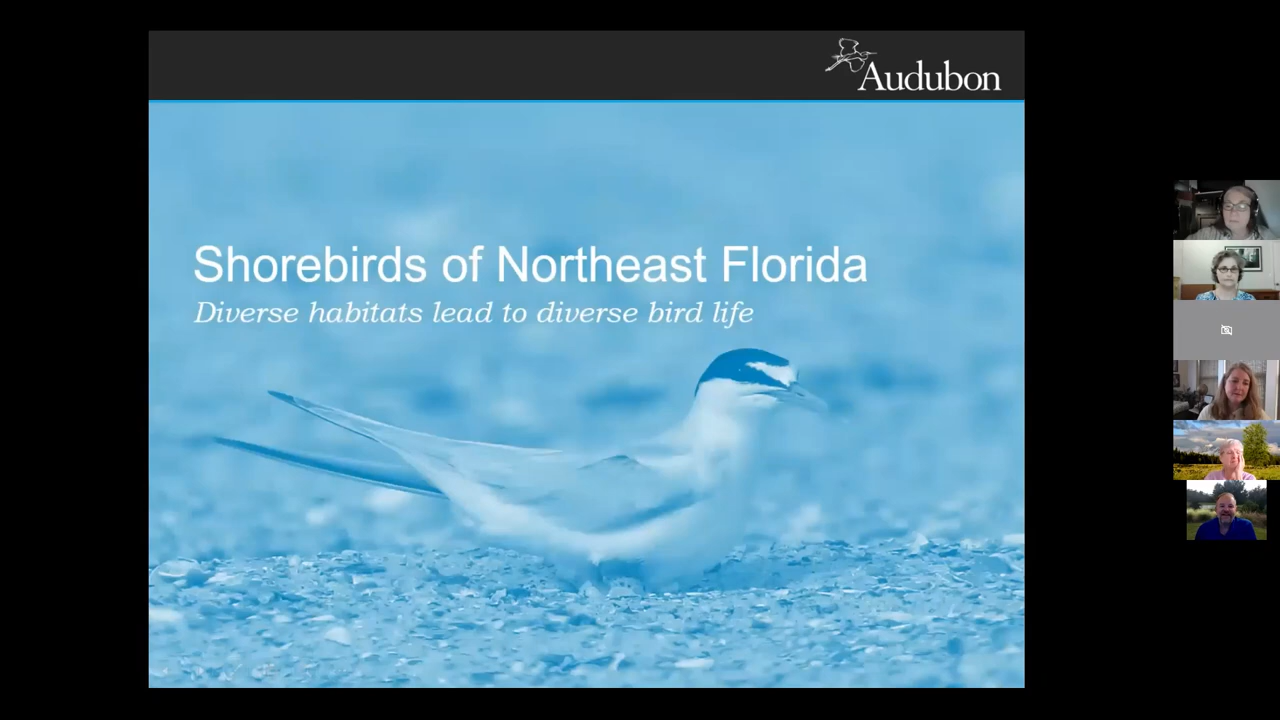 Audubon
Shorebirds of Northeast Florida
Diverse habitats lead to diverse bird life